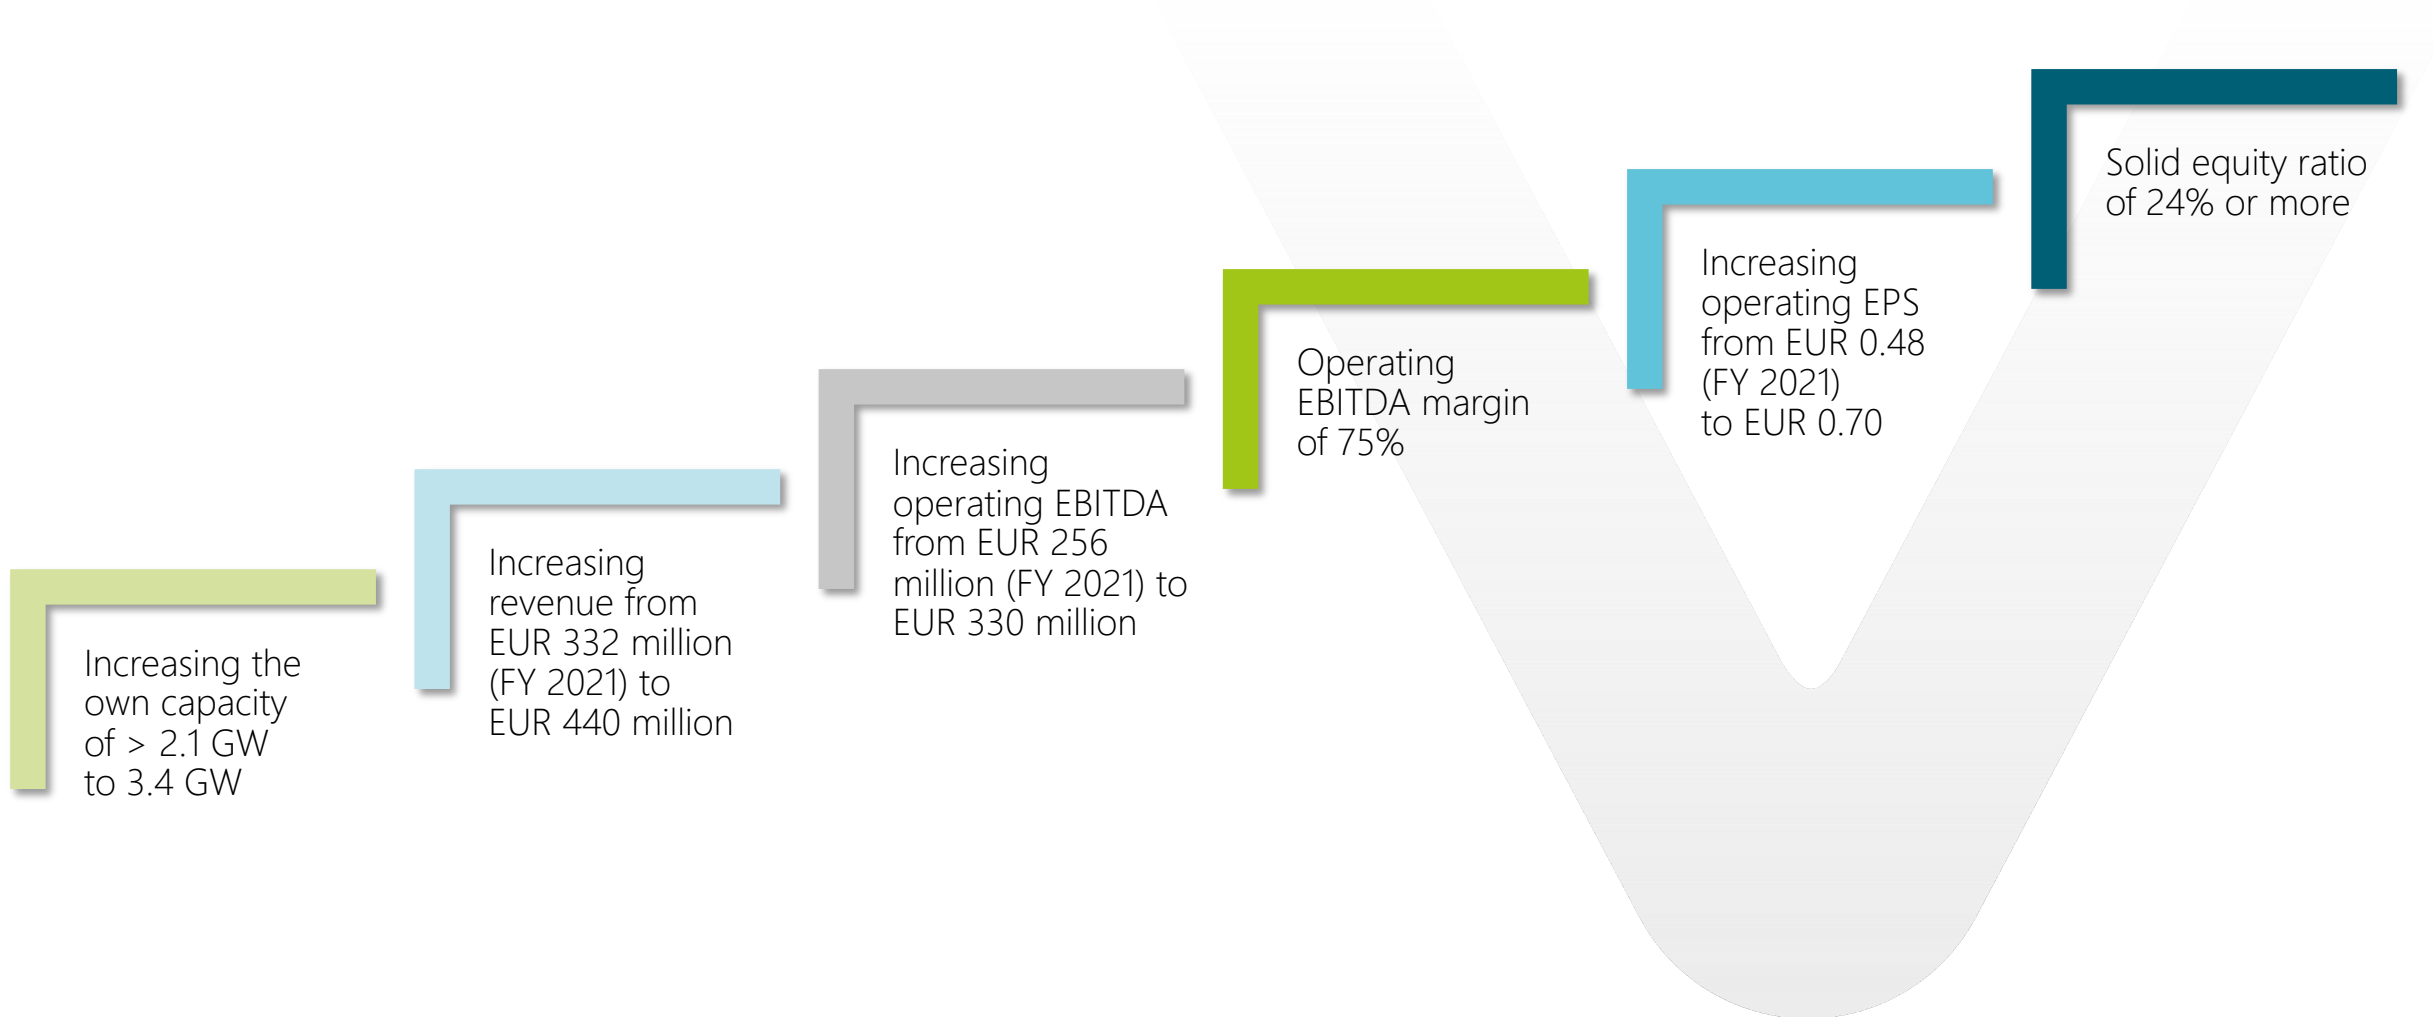 Increasing the
own capacity
of > 2.1 GW
to 3.4 GW
Increasing
revenue from
EUR 332 million
(FY 2021) to
EUR 440 million
Increasing
operating EBITDA
from EUR 256
million (FY 2021) to
EUR 330 million
Operating
EBITDA margin
of 75%
Increasing
operating EPS
from EUR 0.48
(FY 2021)
to EUR 0.70
Solid equity ratio
of 24% or more